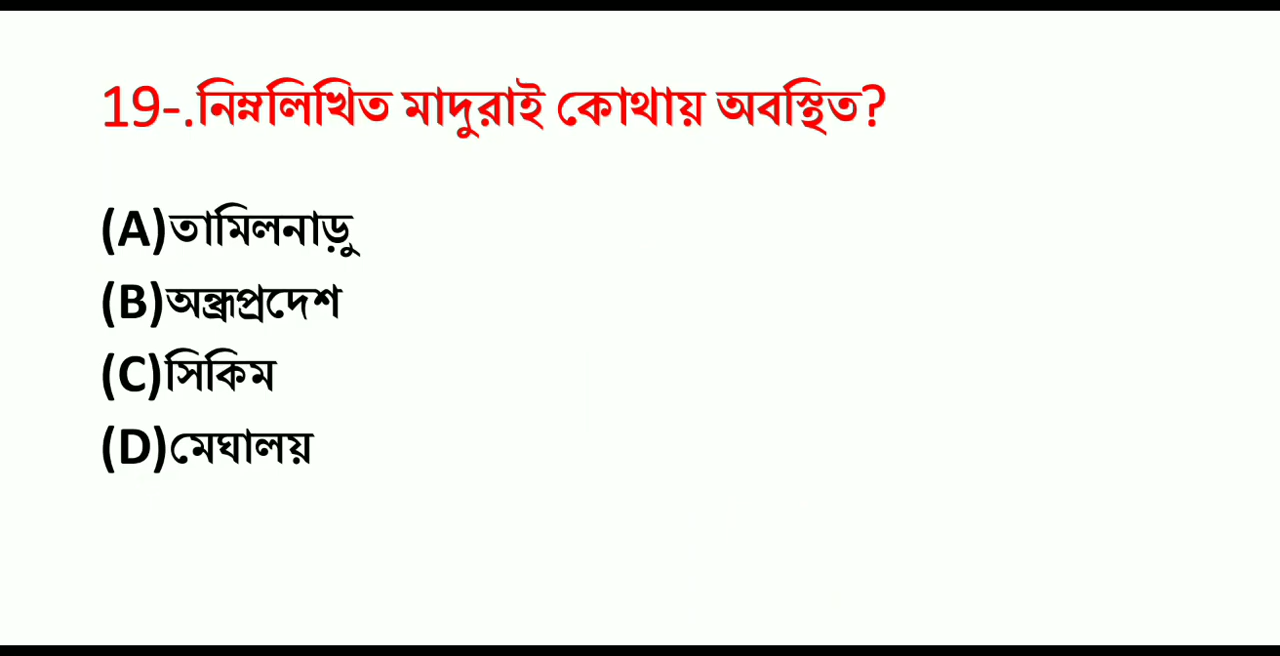 19-.নিম্নলিখিত মাদুরাই কোথায় অবস্থিত?
(A)তামিলনাড়ু
(B)অন্ধ্রপ্রদেশ
(C)সিকিম
(D)মেঘালয়